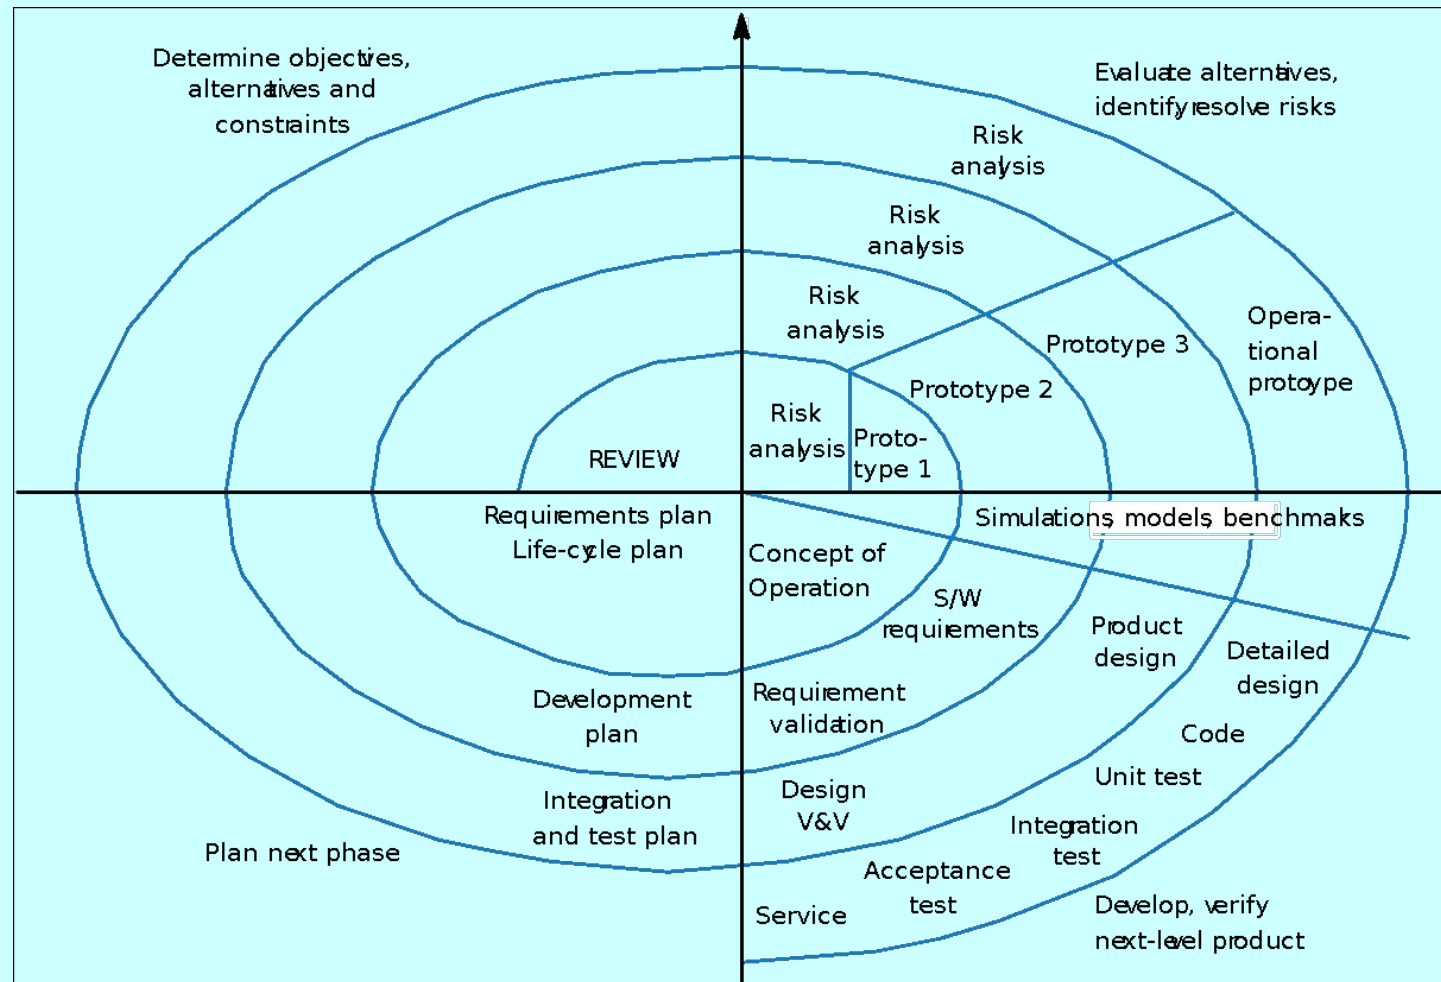 Determine objectives,
alternatives and
constraints
Evaluate alternatives,
identify, resolve risks
Risk
analysis
Risk
analysis
Risk
analysis
Risk
analysis
Proto-
type 1
Prototype 2
Prototype 3
Opera-
tional
prototype
REVIEW
Requirements plan
Life-cycle plan
Simulations, models, benchmarks
Concept of
Operation
S/W
requirements
Product
design
Detailed
design
Development
plan
Requirement
validation
Code
Unit test
Integration
and test plan
Design
V&V
Integration
test
Plan next phase
Acceptance
test
Service
Develop, verify
next-level product